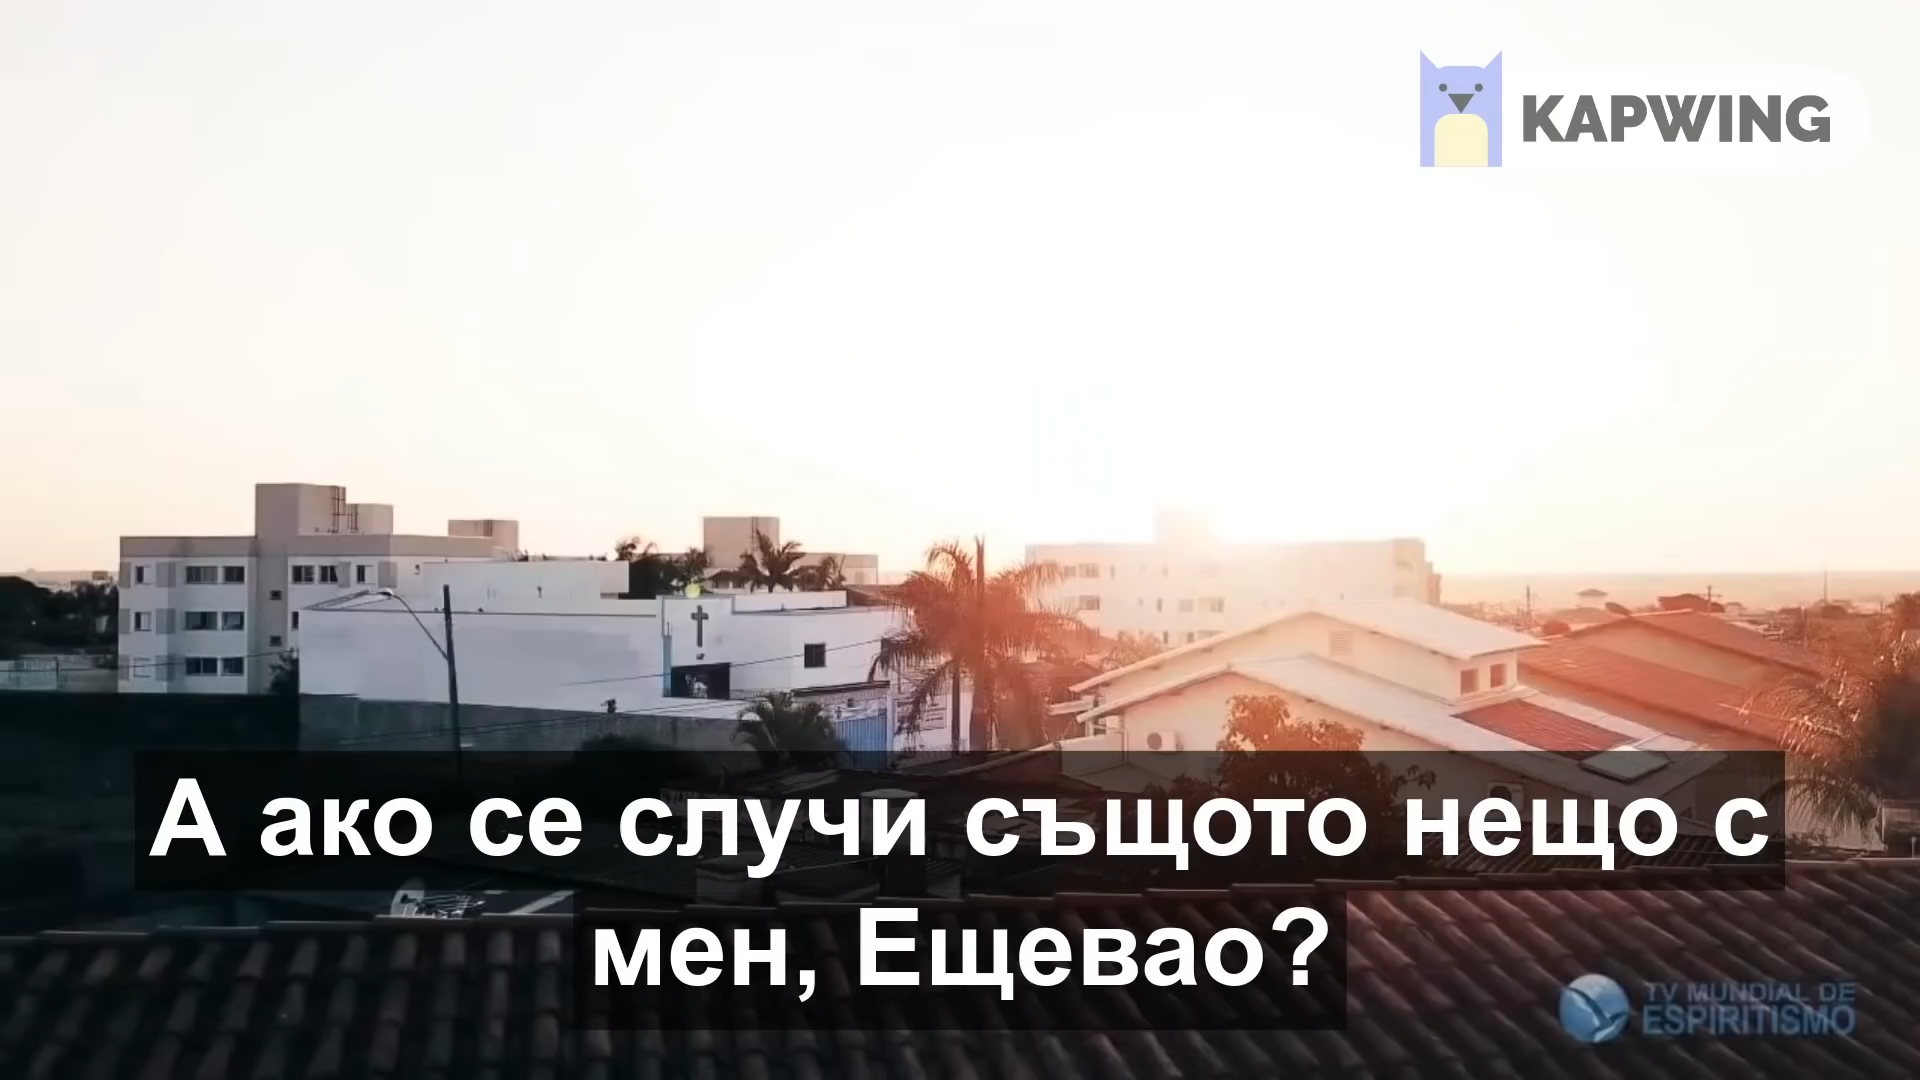 KAPWING
А ако се случи същото нещо с
мен, Ещевао?
TV MUNDIAL DE
ESPIRITISMO